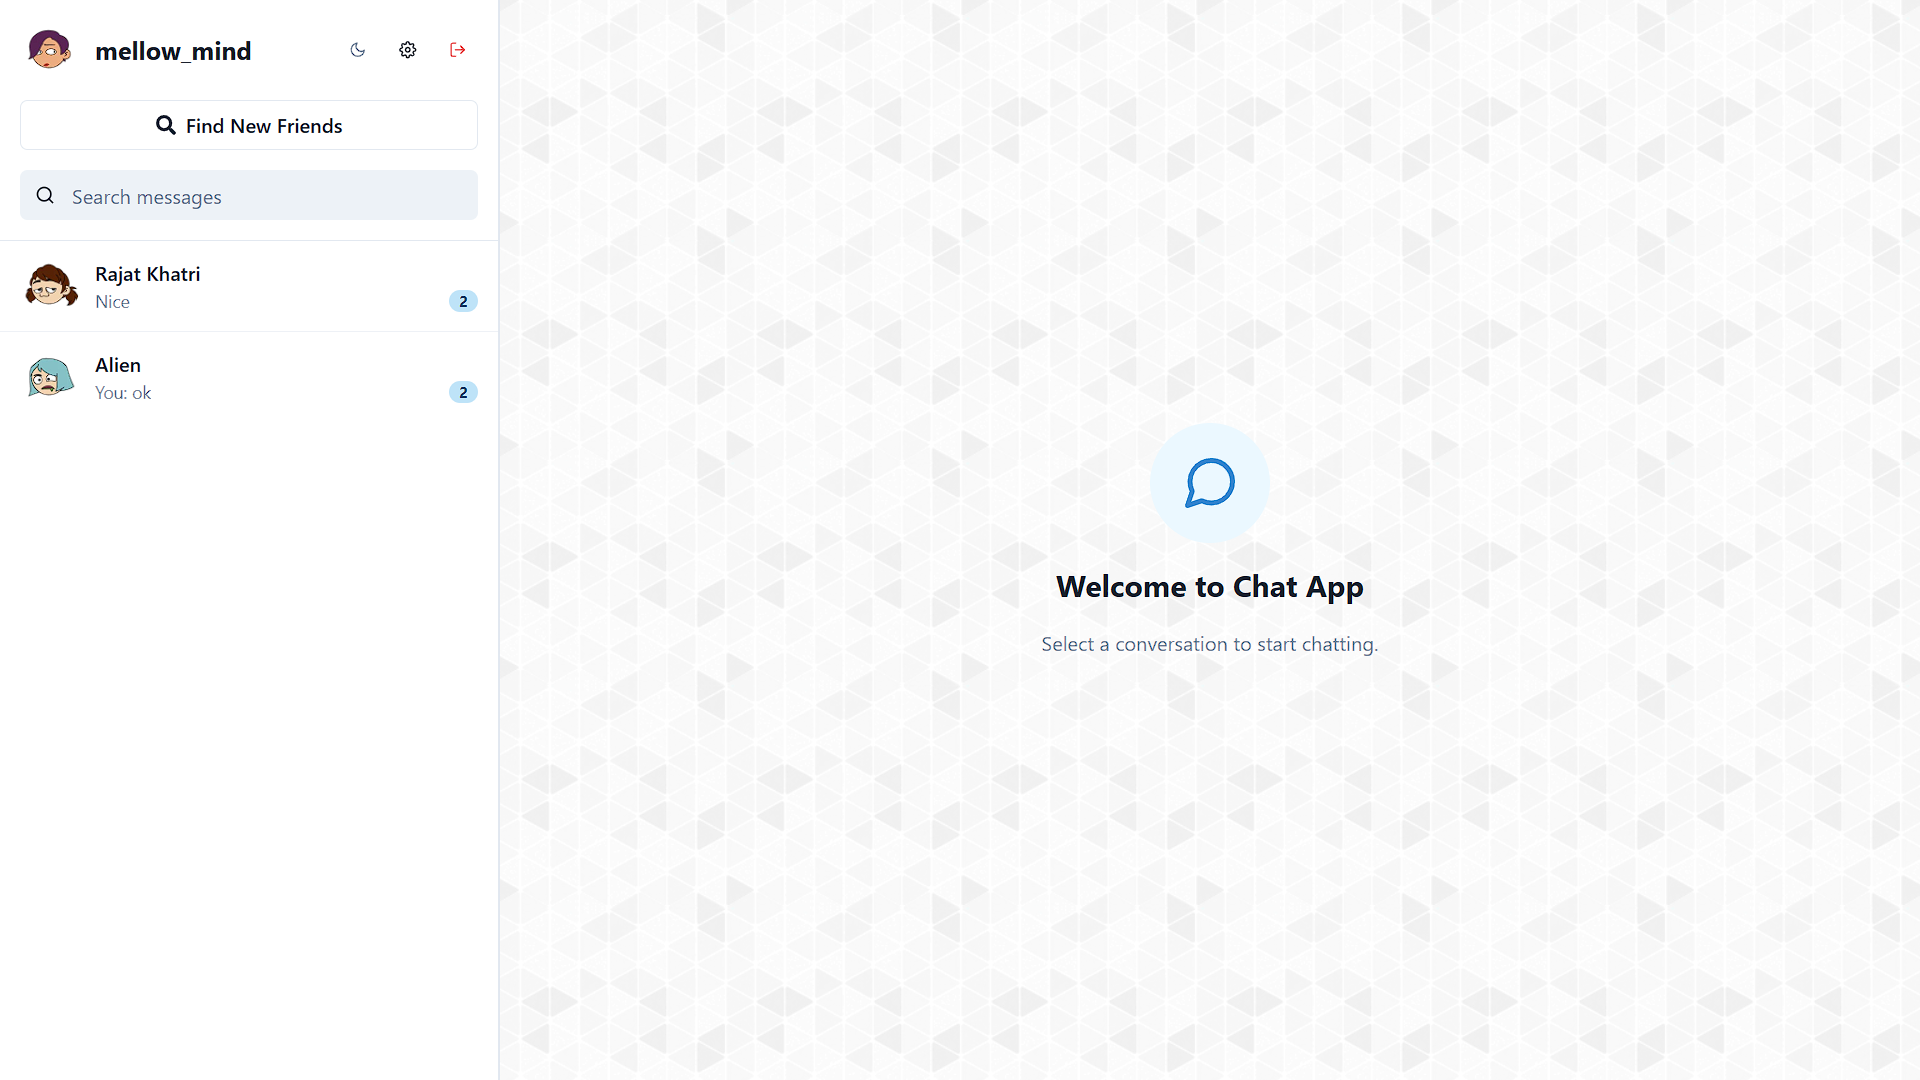 mellow_mind
Find New Friends
Search messages
Rajat Khatri
Nice
2
Alien
You: ok
2
Welcome to Chat App
Select a conversation to start chatting.